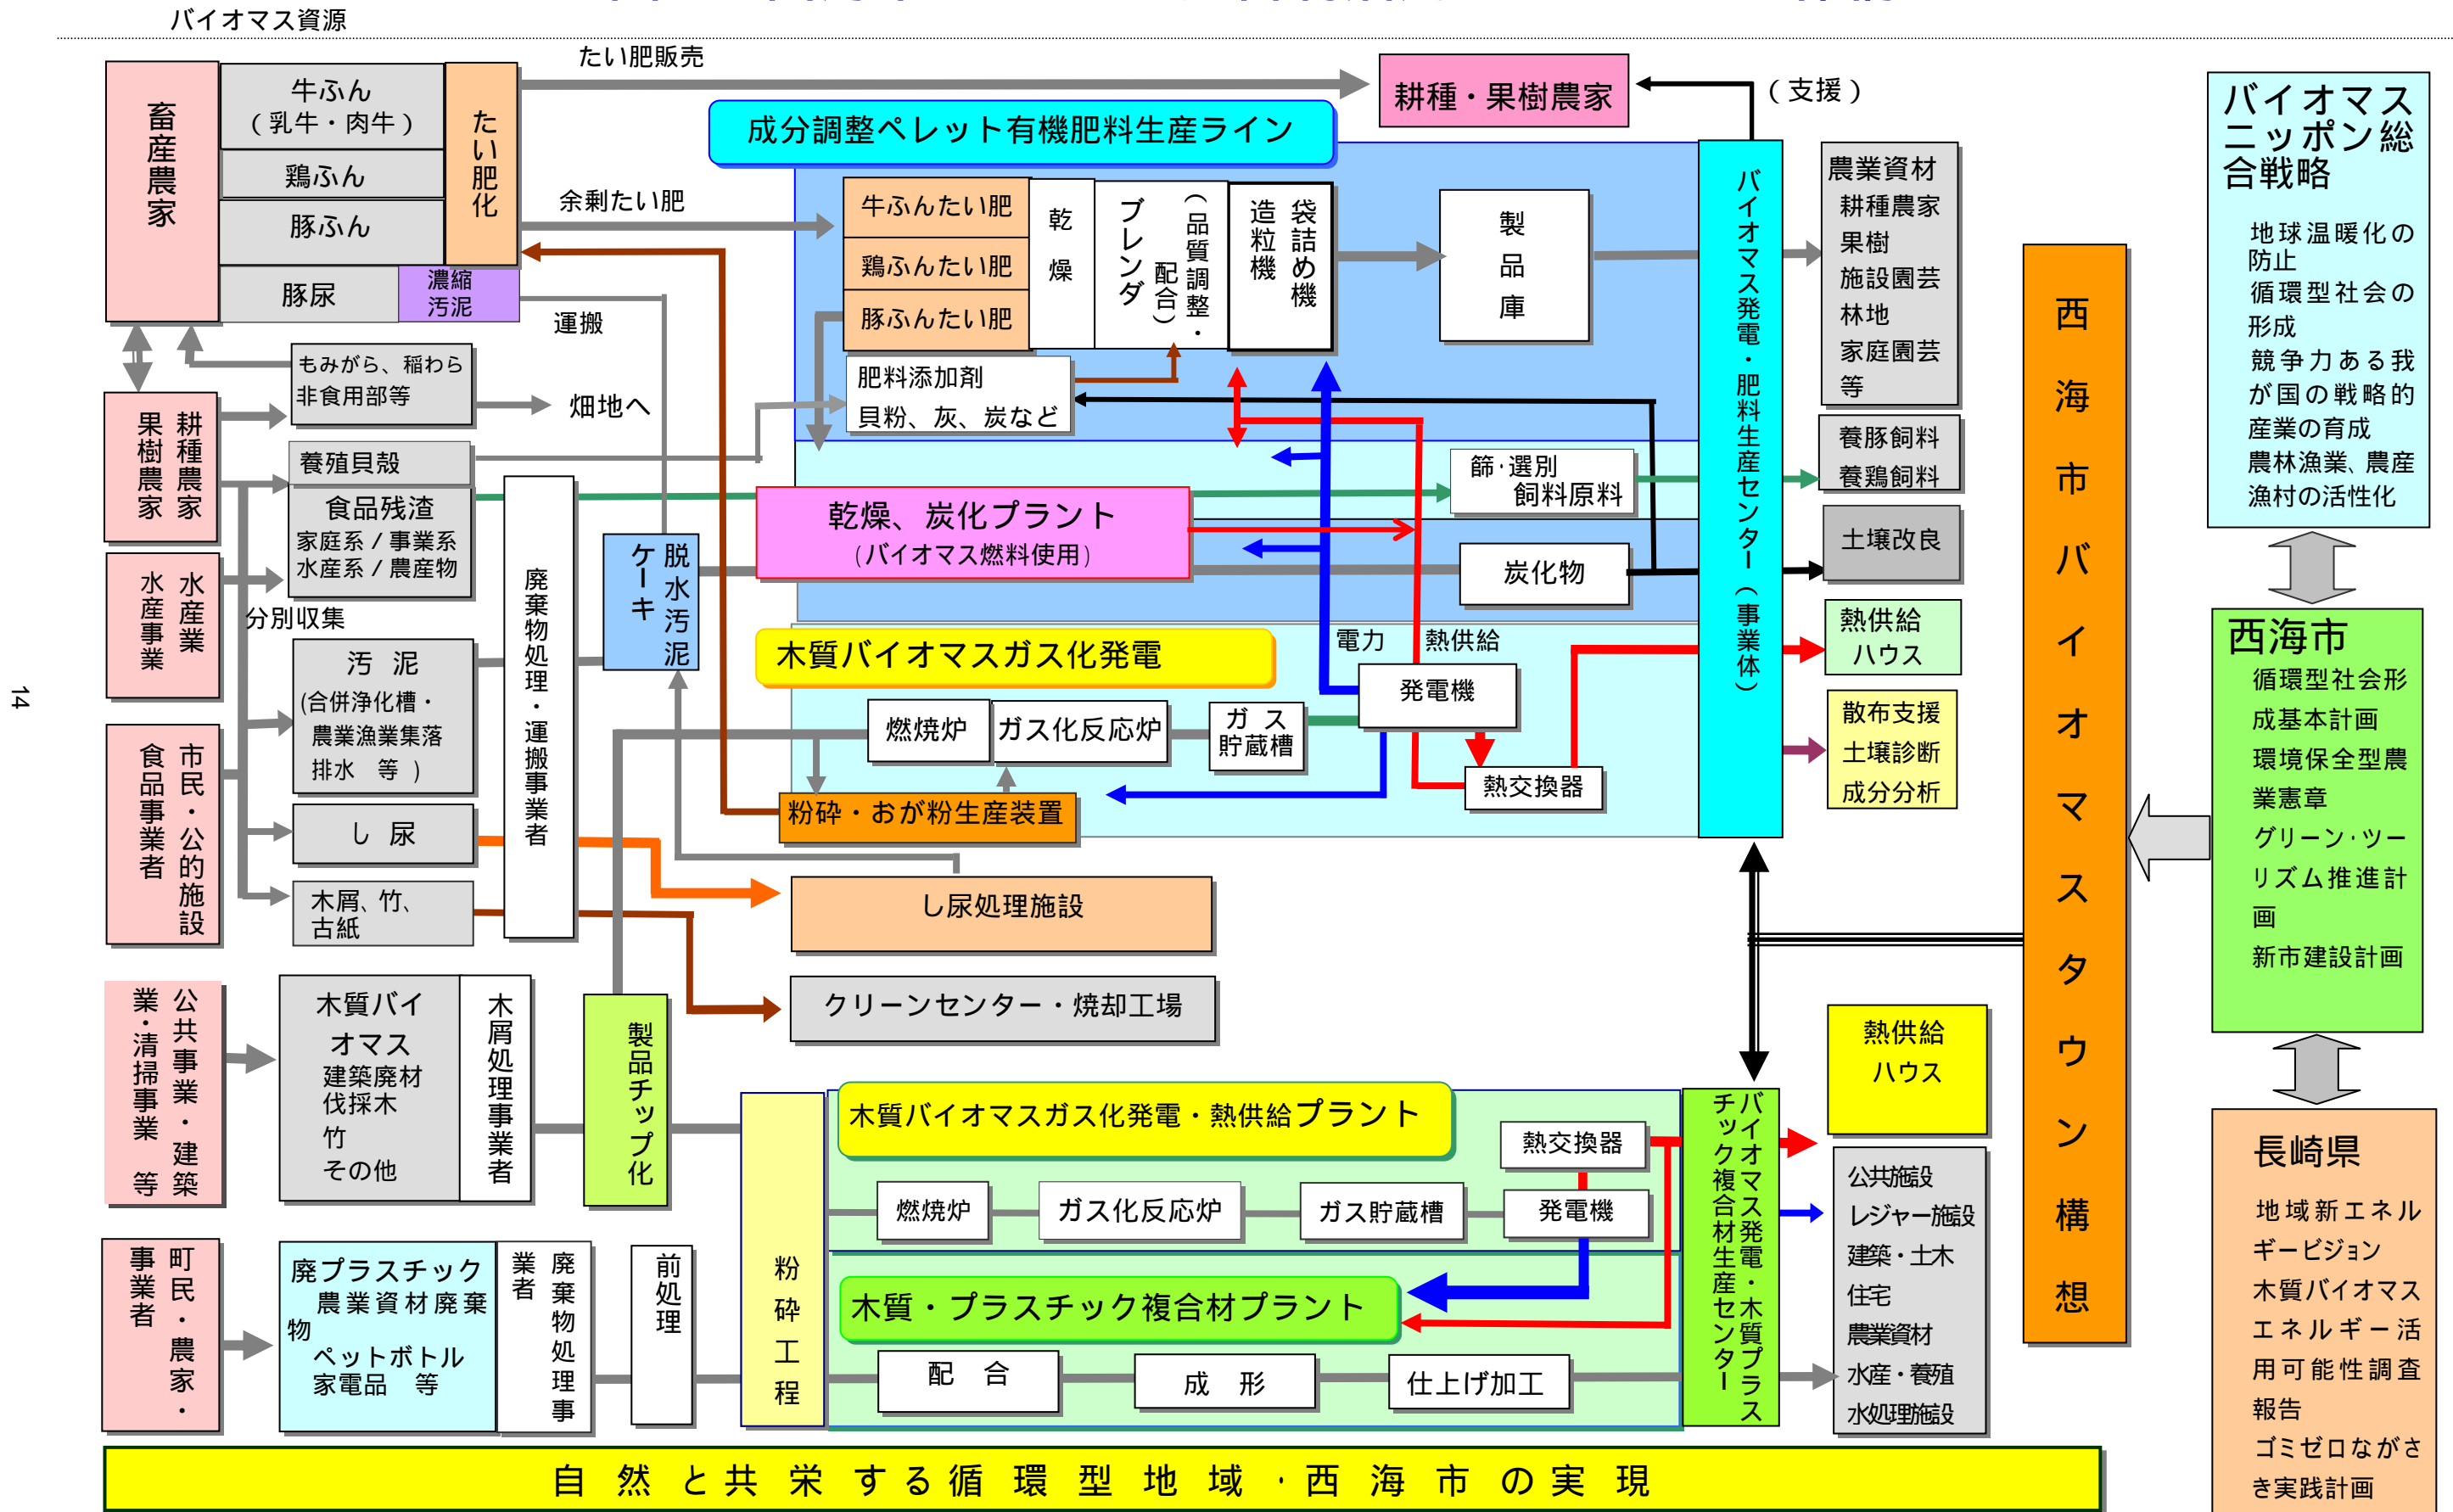 バイオマス資源
畜産農家
牛ふん
(乳牛・肉牛)
鶏ふん
豚ふん
豚尿
濃縮
汚泥
たい肥化
たい肥販売
余剰たい肥
運搬
耕種・果樹農家
(支援)
成分調整ペレット有機肥料生産ライン
牛ふんたい肥
鶏ふんたい肥
豚ふんたい肥
乾燥
ブレンダ
(品質調整・
配合)
造粒機
袋詰め機
製品庫
肥料添加剤
貝粉、灰、炭など
もみがら、稲わら
非食用部等
畑地へ
耕種農家
果樹農家
養殖貝殻
食品残渣
家庭系/事業系
水産系/農産物
水産業
水産事業
分別収集
汚 泥
(合併浄化槽・
農業漁業集落
排水 等 )
市民・公的施設
食品事業者
し 尿
木屑、竹、
古紙
廃棄物処理・運搬事業者
脱水汚泥
ケーキ
乾燥、炭化プラント
(バイオマス燃料使用)
篩・選別
飼料原料
炭化物
木質バイオマスガス化発電
電力
熱供給
発電機
燃焼炉
ガス化反応炉
ガス
貯蔵槽
熱交換器
粉砕・おが粉生産装置
し尿処理施設
クリーンセンター・焼却工場
バイオマス発電・肥料生産センター(事業体)
農業資材
耕種農家
果樹
施設園芸
林地
家庭園芸
等
養豚飼料
養鶏飼料
土壌改良
熱供給
ハウス
散布支援
土壌診断
成分分析
公共事業・建築
業・清掃事業 等
木質バイ
オマス
建築廃材
伐採木
竹
その他
木屑処理事業者
製品チップ化
町民・農家・
事業者
廃プラスチック
農業資材廃棄
物
ペットボトル
家電品 等
廃棄物処理事
業者
前処理
粉砕工程
木質バイオマスガス化発電・熱供給プラント
熱交換器
燃焼炉
ガス化反応炉
ガス貯蔵槽
発電機
木質・プラスチック複合材プラント
配 合
成 形
仕上げ加工
バイオマス発電・木質プラス
チック複合材生産センター
熱供給
ハウス
公共施設
レジャー施設
建築・土木
住宅
農業資材
水産・養殖
水処理施設
西海市バイオマスタウン構想
バイオマス
ニッポン総
合戦略
地球温暖化の
防止
循環型社会の
形成
競争力ある我
が国の戦略的
産業の育成
農林漁業、農産
漁村の活性化
西海市
循環型社会形
成基本計画
環境保全型農
業憲章
グリーン・ツー
リズム推進計
画
新市建設計画
長崎県
地域新エネル
ギービジョン
木質バイオマス
エネルギー活
用可能性調査
報告
ゴミゼロながさ
き実践計画
自然と共栄する循環型地域・西海市の実現
14